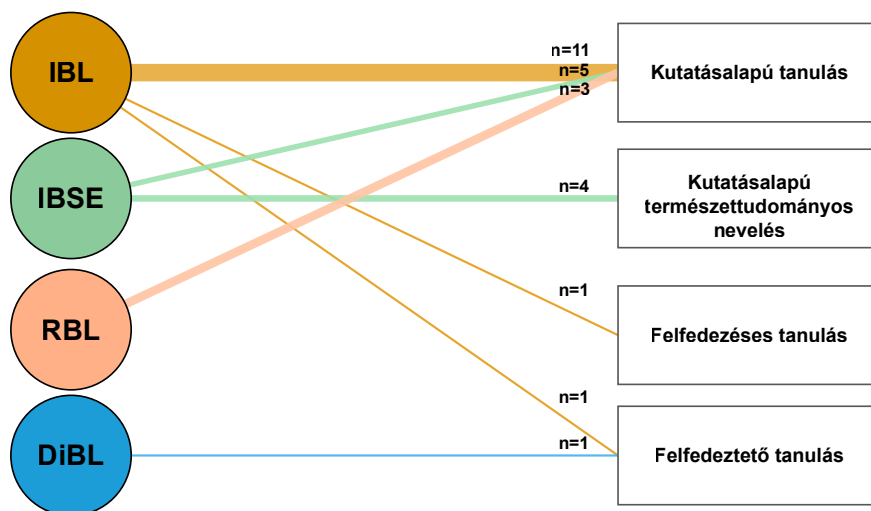 IBL
IBSE
RBL
DiBL
n=11
n=5
n=3
n=4
n=1
n=1
n=1
Kutatásalapú tanulás
Kutatásalapú
természettudományos
nevelés
Felfedezéses tanulás
Felfedeztető tanulás